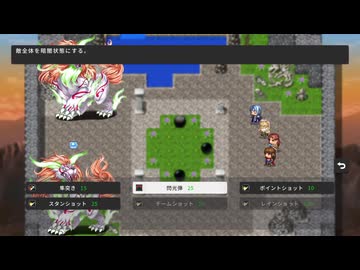 敵全体を暗闇状態にする。
隼突き 15
閃光弾 25
ポイントショット 10
スタンショット 25
アームショット
レインショット